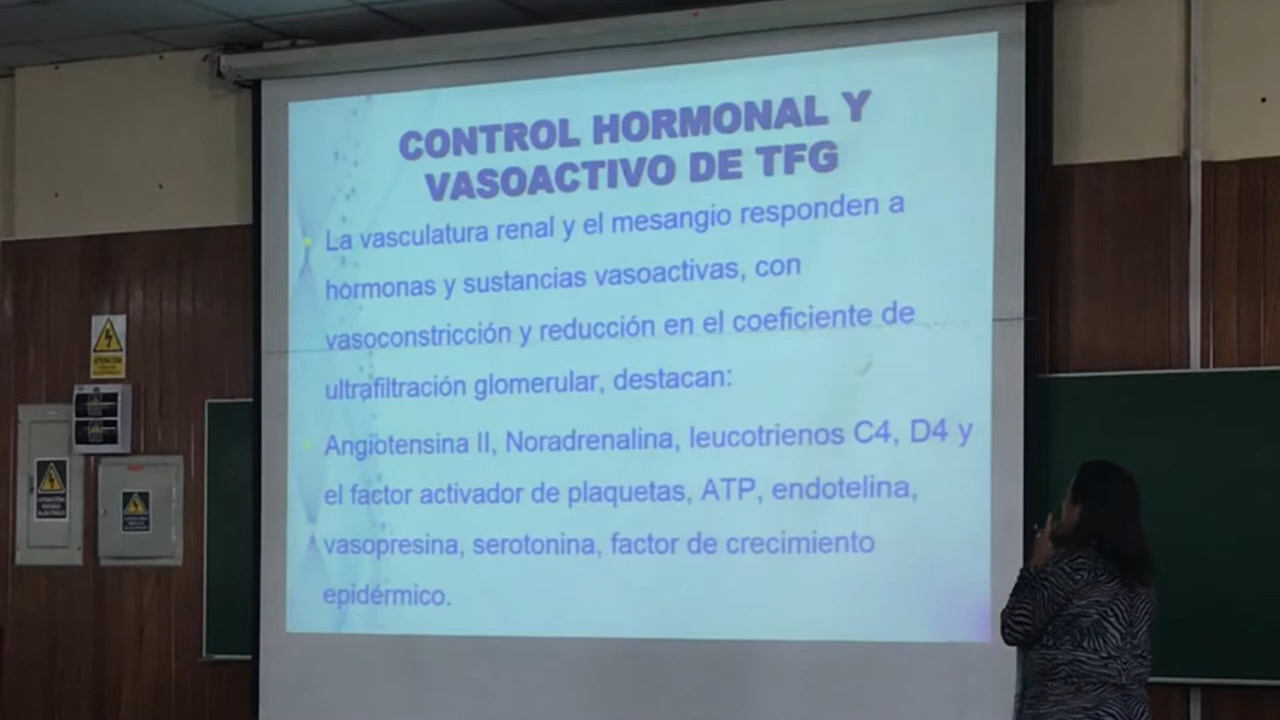 CONTROL HORMONAL Y
VASOACTIVO DE TFG
La vasculatura renal y el mesangio responden a
hormonas y sustancias vasoactivas, con
vasoconstricción y reducción en el coeficiente de
ultrafiltración glomerular, destacan:
Angiotensina II, Noradrenalina, leucotrienos C4, D4 y
el factor activador de plaquetas, ATP, endotelina,
vasopresina, serotonina, factor de crecimiento
epidérmico.
ATENCIÓN